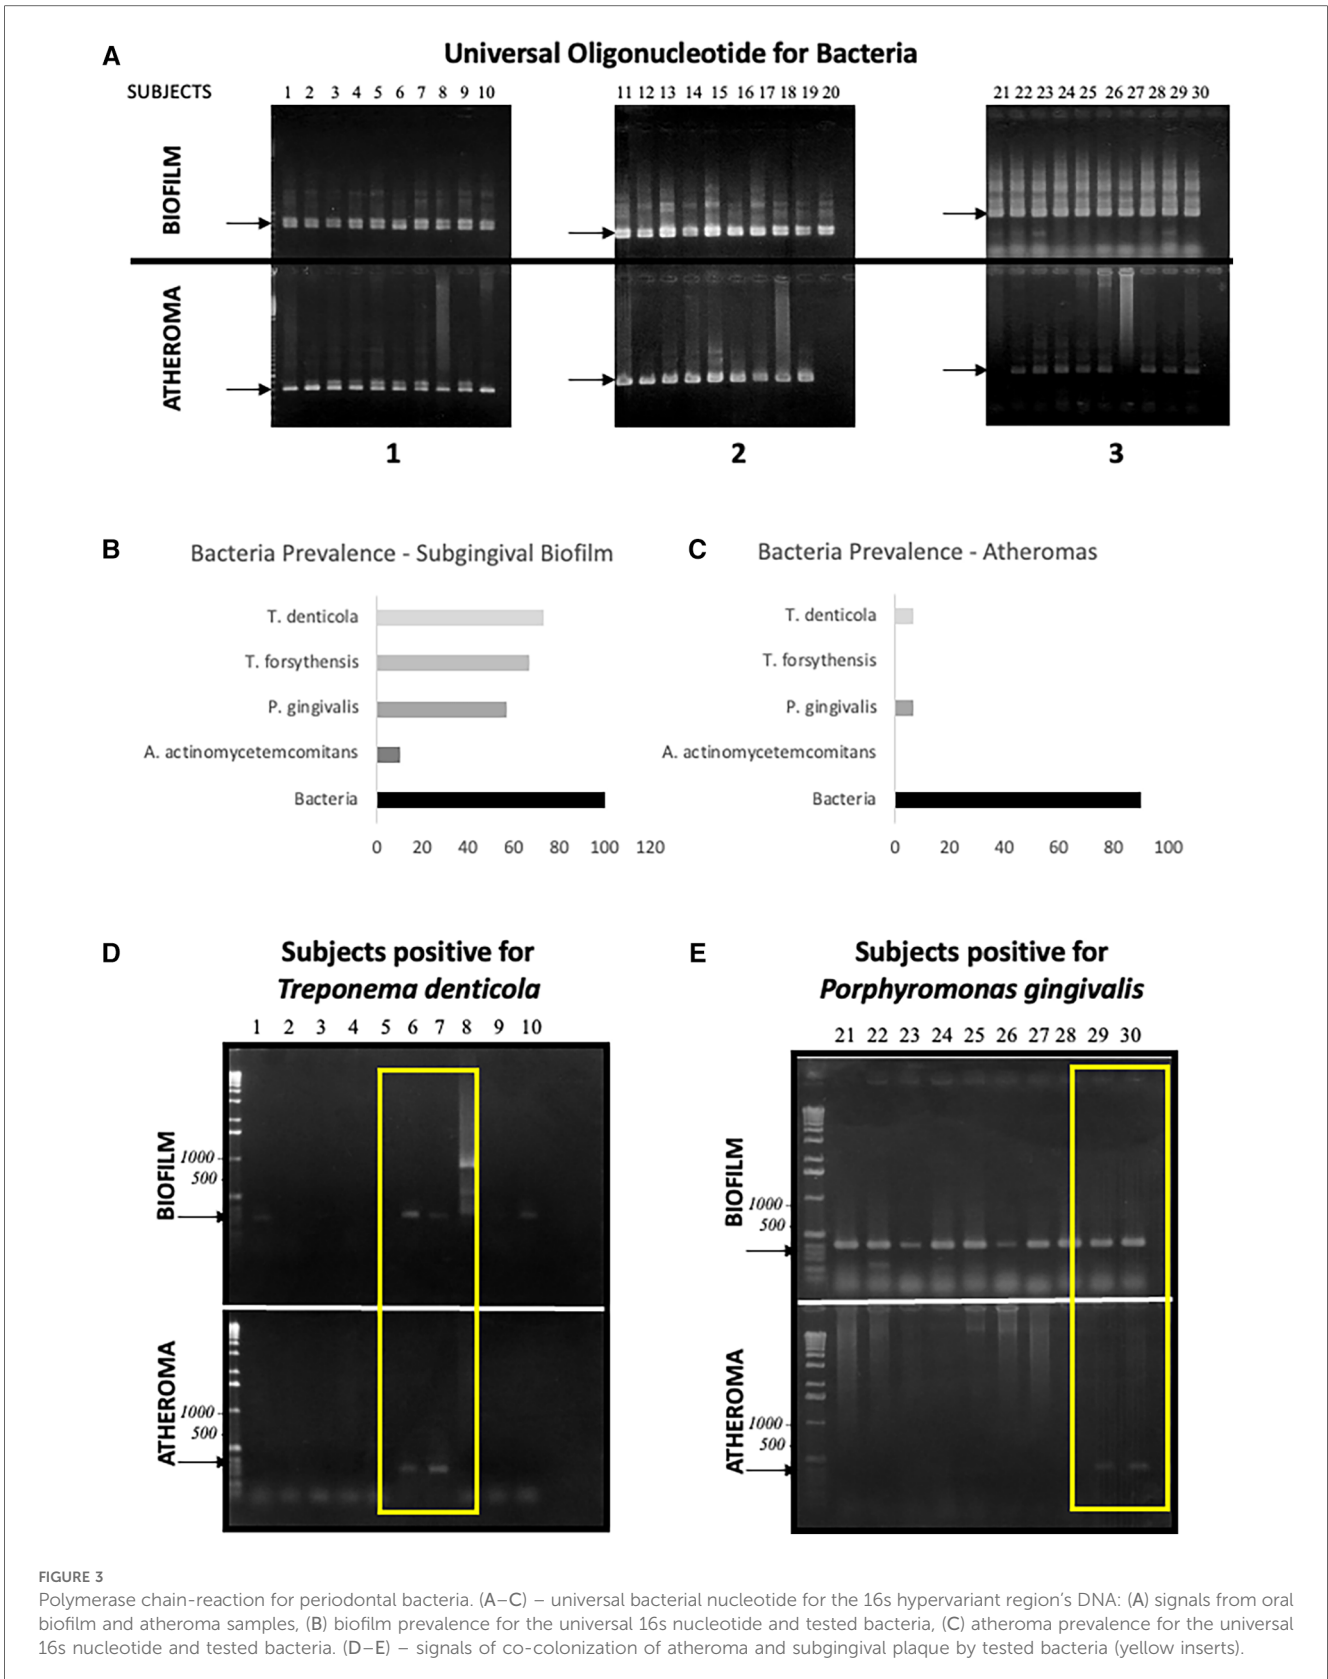 A
Universal Oligonucleotide for Bacteria
SUBJECTS
1 2 3 4 5 6 7 8 9 10
11 12 13 14 15 16 17 18 19 20
21 22 23 24 25 26 27 28 29 30
BIOFILM
ATHEROMA
1
2
3
B
Bacteria Prevalence - Subgingival Biofilm
T. denticola
T. forsythensis
P. gingivalis
A. actinomycetemcomitans
Bacteria
0 20 40 60 80 100 120
C
Bacteria Prevalence - Atheromas
T. denticola
T. forsythensis
P. gingivalis
A. actinomycetemcomitans
Bacteria
0 20 40 60 80 100
D
Subjects positive for
Treponema denticola
1 2 3 4 5 6 7 8 9 10
BIOFILM
1000
500
ATHEROMA
1000
500
E
Subjects positive for
Porphyromonas gingivalis
21 22 23 24 25 26 27 28 29 30
BIOFILM
1000
500
ATHEROMA
1000
500
FIGURE 3
Polymerase chain-reaction for periodontal bacteria. (A–C) – universal bacterial nucleotide for the 16s hypervariant region's DNA: (A) signals from oral
biofilm and atheroma samples, (B) biofilm prevalence for the universal 16s nucleotide and tested bacteria, (C) atheroma prevalence for the universal
16s nucleotide and tested bacteria. (D–E) – signals of co-colonization of atheroma and subgingival plaque by tested bacteria (yellow inserts).